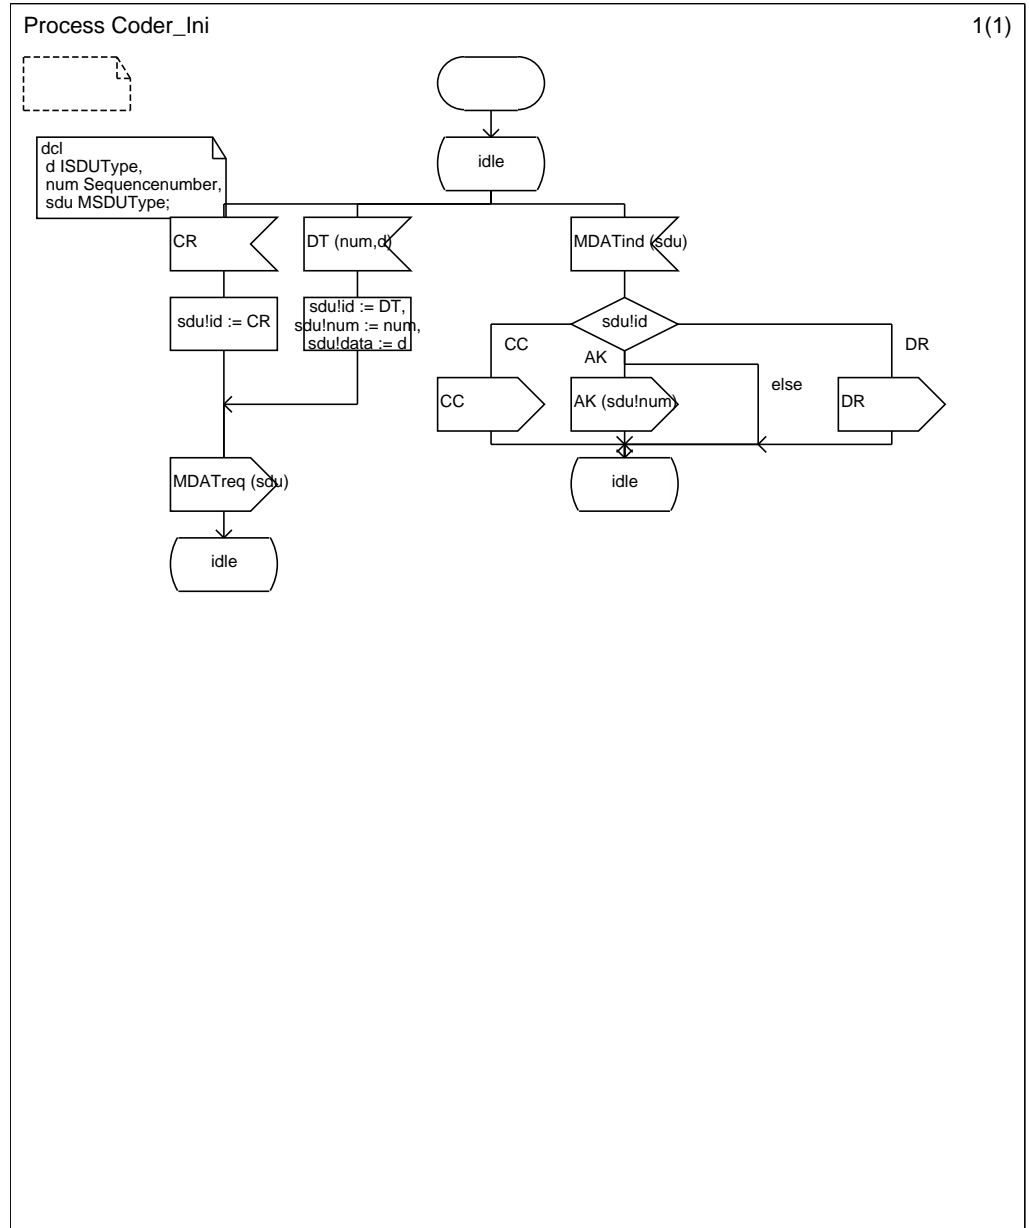 Process Coder_Ini
1(1)
dcl
d ISDUType,
num Sequencenumber,
sdu MSDUType;
idle
CR
DT (num,d)
MDATind (sdu)
sdu!id := CR
sdu!id := DT,
sdu!num := num,
sdu!data := d
sdu!id
CC
AK
else
DR
CC
AK (sdu!num)
DR
MDATreq (sdu)
idle
idle